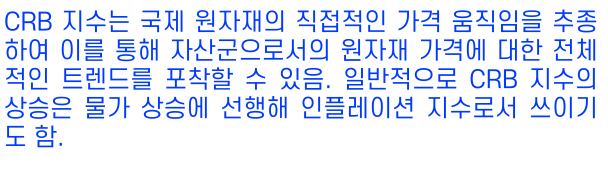 CRB 지수는 국제 원자재의 직접적인 가격 움직임을 추종
하여 이를 통해 자산군으로서의 원자재 가격에 대한 전체
적인 트렌드를 포착할 수 있음. 일반적으로 CRB 지수의
상승은 물가 상승에 선행해 인플레이션 지수로서 쓰이기
도 함.